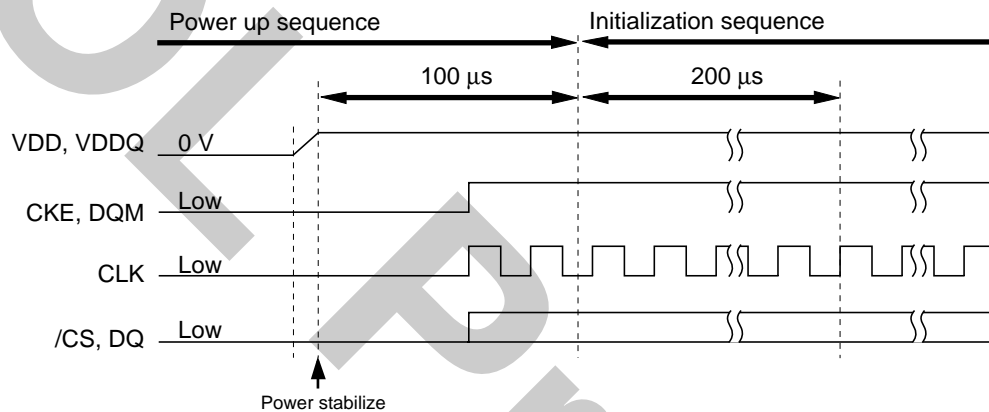 Power up sequence
Initialization sequence
100 μs
200 μs
VDD, VDDQ
0 V
CKE, DQM
Low
CLK
Low
/CS, DQ
Low
Power stabilize